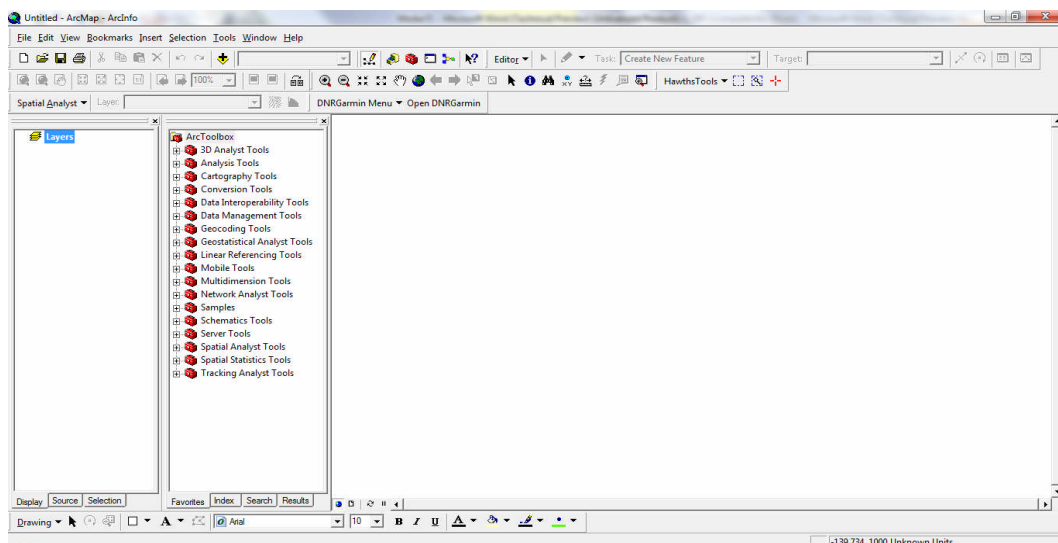 Untitled - ArcMap - ArcInfo
File Edit View Bookmarks Insert Selection Tools Window Help
Editor Task: Create New Feature Target:
100% HawthsTools
Spatial Analyst Layer: DNRGarmin Menu Open DNRGarmin
Layers
ArcToolbox
3D Analyst Tools
Analysis Tools
Cartography Tools
Conversion Tools
Data Interoperability Tools
Data Management Tools
Geocoding Tools
Geostatistical Analyst Tools
Linear Referencing Tools
Mobile Tools
Multidimension Tools
Network Analyst Tools
Samples
Schematics Tools
Server Tools
Spatial Analyst Tools
Spatial Statistics Tools
Tracking Analyst Tools
Display Source Selection
Favorites Index Search Results
Drawing A Arial 10 B I U A
-139.734 1000 Unknown Units